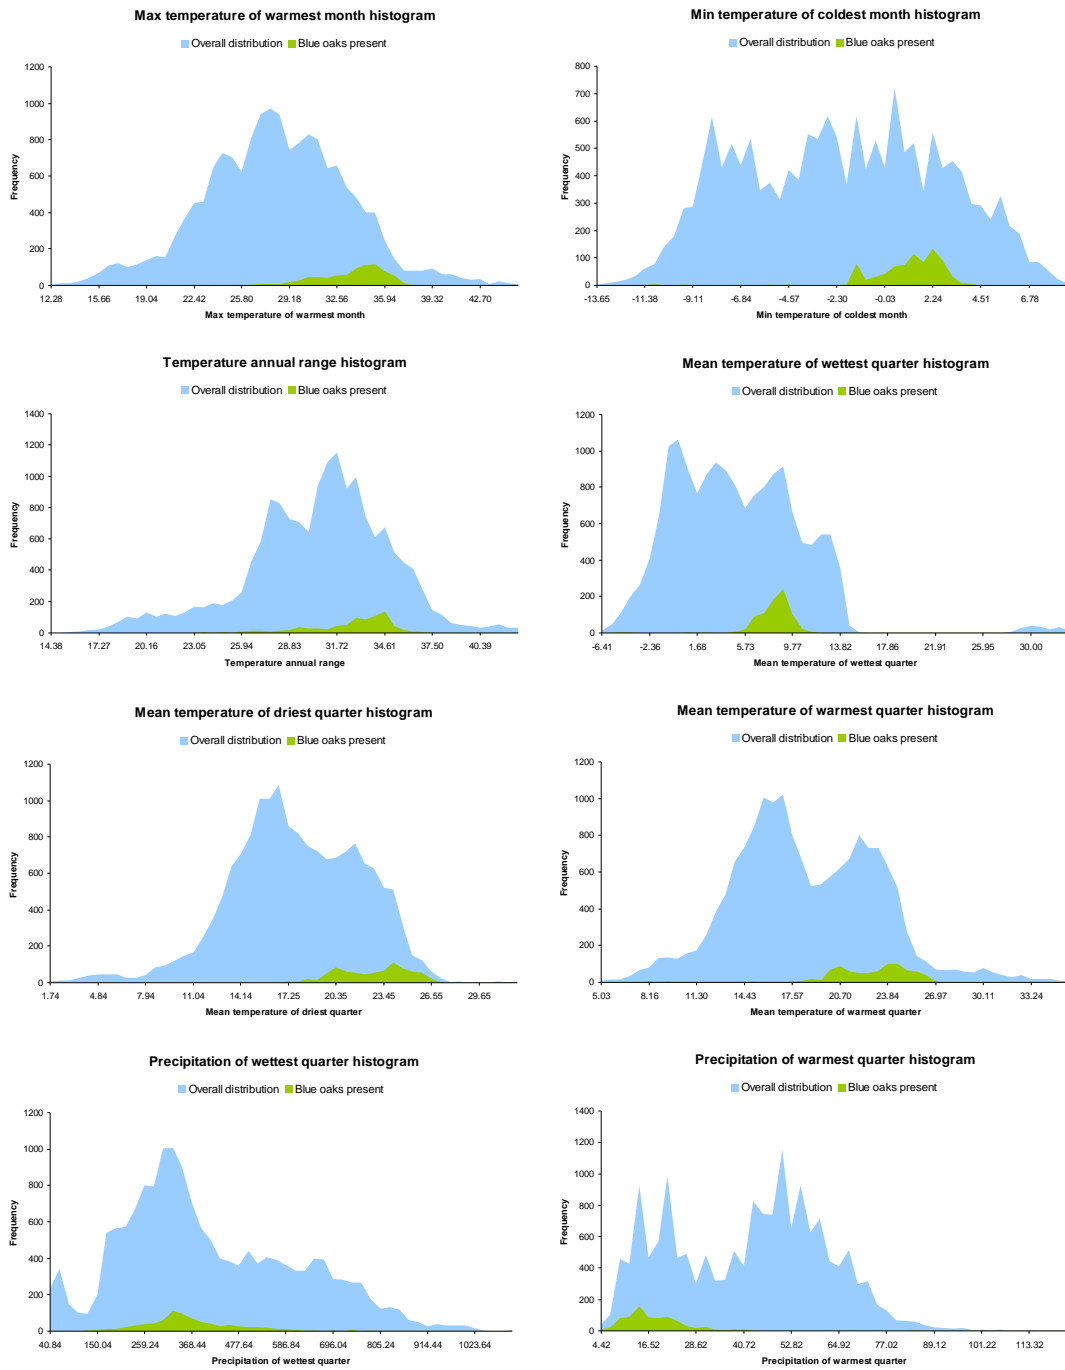 Max temperature of warmest month histogram
Overall distribution Blue oaks present
1200
1000
800
600
400
200
0
Frequency
12.28 15.66 19.04 22.42 25.80 29.18 32.56 35.94 39.32 42.70
Max temperature of warmest month
Min temperature of coldest month histogram
Overall distribution Blue oaks present
800
700
600
500
400
300
200
100
0
Frequency
-13.65 -11.38 -9.11 -6.84 -4.57 -2.30 -0.03 2.24 4.51 6.78
Min temperature of coldest month
Temperature annual range histogram
Overall distribution Blue oaks present
1400
1200
1000
800
600
400
200
0
Frequency
14.38 17.27 20.16 23.05 25.94 28.83 31.72 34.61 37.50 40.39
Temperature annual range
Mean temperature of wettest quarter histogram
Overall distribution Blue oaks present
1200
1000
800
600
400
200
0
Frequency
-6.41 -2.36 1.68 5.73 9.77 13.82 17.86 21.91 25.95 30.00
Mean temperature of wettest quarter
Mean temperature of driest quarter histogram
Overall distribution Blue oaks present
1200
1000
800
600
400
200
0
Frequency
1.74 4.84 7.94 11.04 14.14 17.25 20.35 23.45 26.55 29.65
Mean temperature of driest quarter
Mean temperature of warmest quarter histogram
Overall distribution Blue oaks present
1200
1000
800
600
400
200
0
Frequency
5.03 8.16 11.30 14.43 17.57 20.70 23.84 26.97 30.11 33.24
Mean temperature of warmest quarter
Precipitation of wettest quarter histogram
Overall distribution Blue oaks present
1200
1000
800
600
400
200
0
Frequency
40.84 150.04 259.24 368.44 477.64 586.84 696.04 805.24 914.44 1023.64
Precipitation of wettest quarter
Precipitation of warmest quarter histogram
Overall distribution Blue oaks present
1400
1200
1000
800
600
400
200
0
Frequency
4.42 16.52 28.62 40.72 52.82 64.92 77.02 89.12 101.22 113.32
Precipitation of warmest quarter